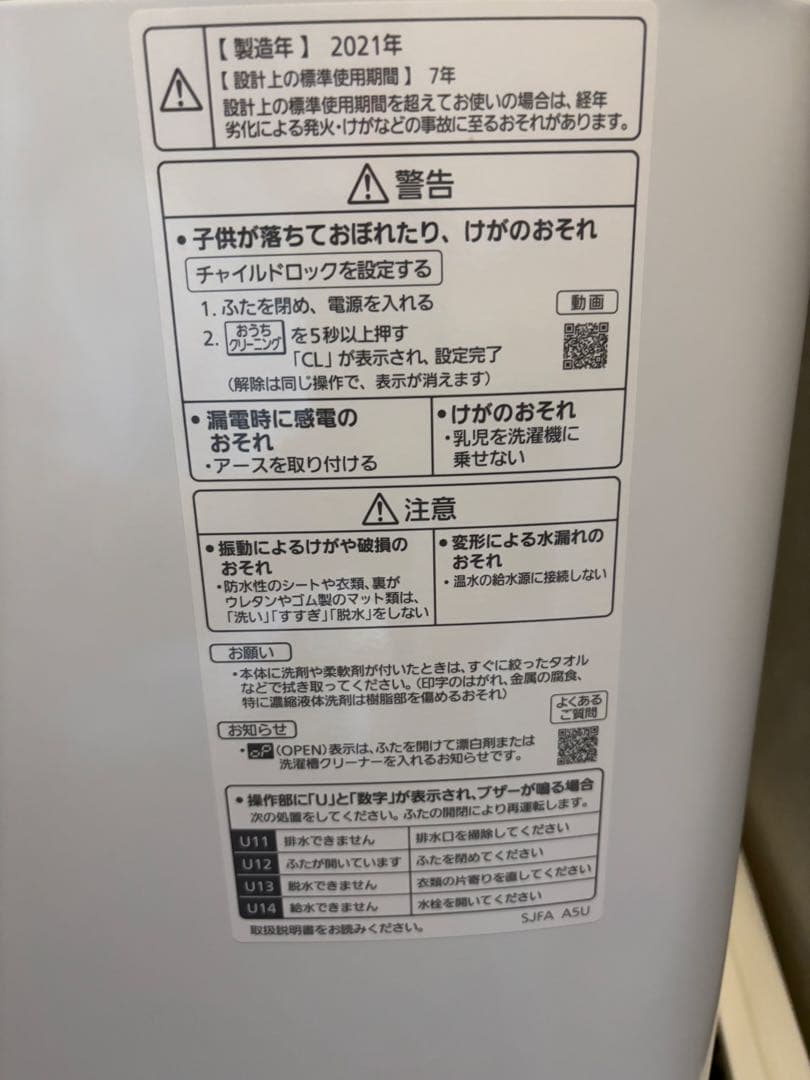 【製造年】 2021年
【設計上の標準使用期間】 7年
設計上の標準使用期間を超えてお使いの場合は、経年
劣化による発火・けがなどの事故に至るおそれがあります。
警告
•子供が落ちておぼれたり、けがのおそれ
チャイルドロックを設定する
1. ふたを閉め、電源を入れる
動画
2. おうちクリーニング を5秒以上押す
「CL」が表示され、設定完了
(解除は同じ操作で、表示が消えます)
•漏電時に感電の
おそれ
・アースを取り付ける
•けがのおそれ
・乳児を洗濯機に
乗せない
注意
•振動によるけがや破損の
おそれ
・防水性のシートや衣類、裏が
ウレタンやゴム製のマット類は、
「洗い」「すすぎ」「脱水」をしない
•変形による水漏れの
おそれ
・温水の給水源に接続しない
お願い
・本体に洗剤や柔軟剤が付いたときは、すぐに絞ったタオル
などで拭き取ってください。(印字のはがれ、金属の腐食、
特に濃縮液体洗剤は樹脂部を傷めるおそれ)
よくある
ご質問
お知らせ
・oP (OPEN)表示は、ふたを開けて漂白剤または
洗濯槽クリーナーを入れるお知らせです。
•操作部に「U」と「数字」が表示され、ブザーが鳴る場合
次の処置をしてください。ふたの開閉により再運転します。
U11 排水できません 排水口を掃除してください
U12 ふたが開いています ふたを閉めてください
U13 脱水できません 衣類の片寄りを直してください
U14 給水できません 水栓を開いてください
取扱説明書をお読みください。
SJFA A5U